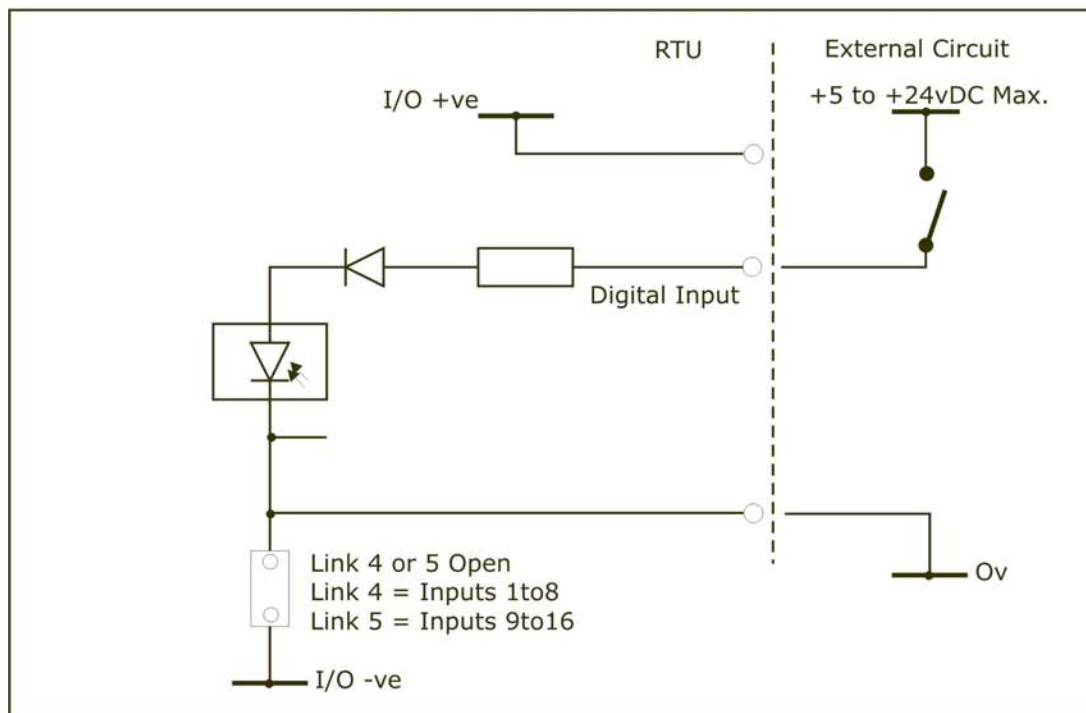 RTU
External Circuit
I/O +ve
+5 to +24vDC Max.
Digital Input
Link 4 or 5 Open
Link 4 = Inputs 1to8
Link 5 = Inputs 9to16
Ov
I/O -ve